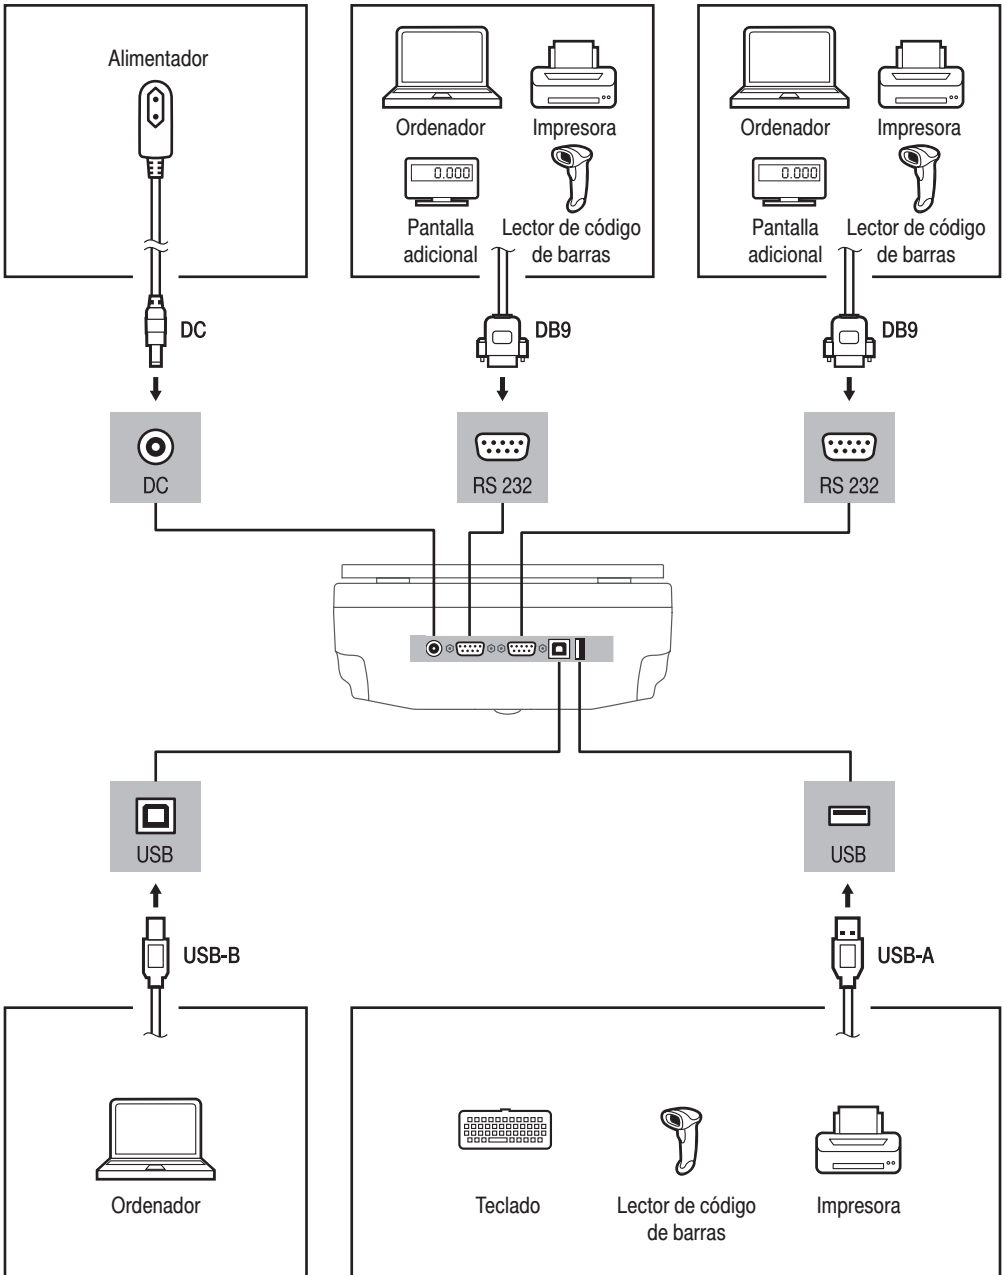 Alimentador
Ordenador
Impresora
0.000
Pantalla
adicional
Lector de código
de barras
Ordenador
Impresora
0.000
Pantalla
adicional
Lector de código
de barras
DC
DB9
DB9
DC
RS 232
RS 232
USB
USB
USB-B
USB-A
Ordenador
Teclado
Lector de código
de barras
Impresora